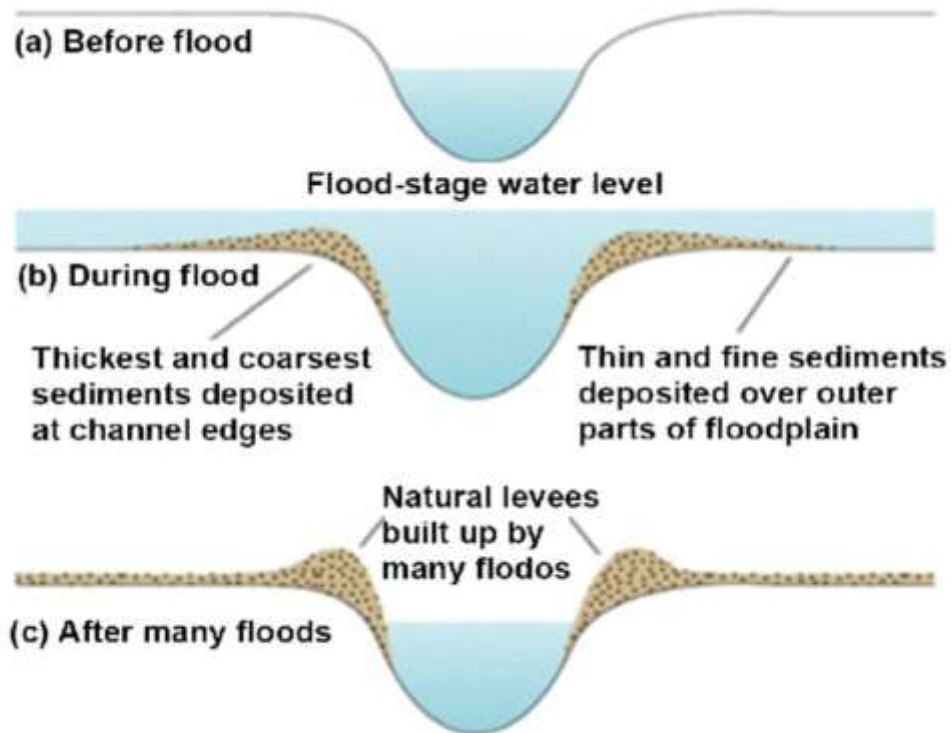 (a) Before flood
Flood-stage water level
(b) During flood
Thickest and coarsest
sediments deposited
at channel edges
Thin and fine sediments
deposited over outer
parts of floodplain
Natural levees
built up by
many flodos
(c) After many floods